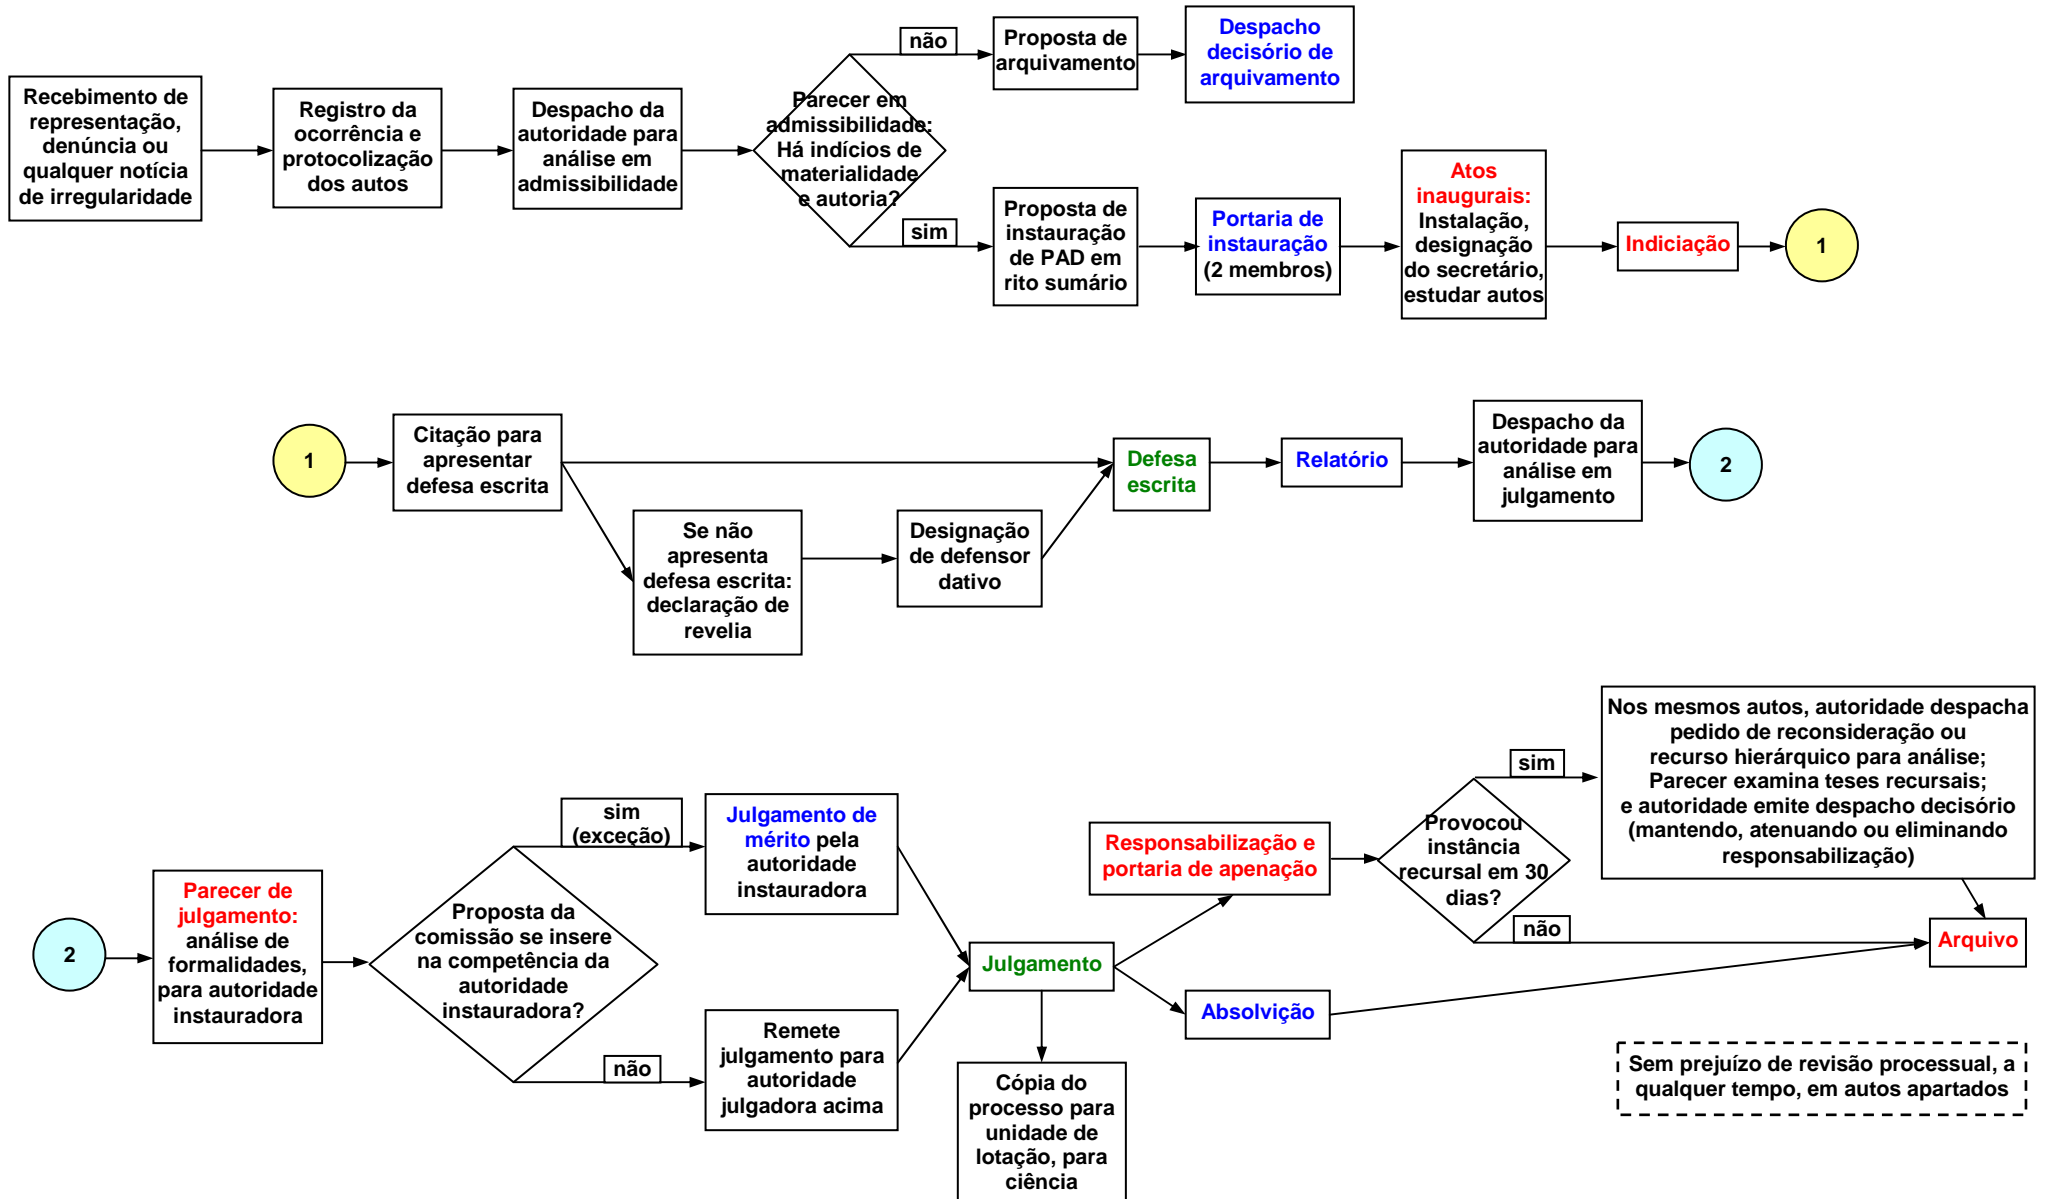 Recebimento de
representação,
denúncia ou
qualquer notícia
de irregularidade
Registro da
ocorrência e
protocolização
dos autos
Despacho da
autoridade para
análise em
admissibilidade
Parecer em
admissibilidade:
Há indícios de
materialidade
e autoria?
não
Proposta de
arquivamento
Despacho
decisório de
arquivamento
sim
Proposta de
instauração
de PAD em
rito sumário
Portaria de
instauração
(2 membros)
Atos
inaugurais:
Instalação,
designação
do secretário,
estudar autos
Indiciação
1
1
Citação para
apresentar
defesa escrita
Se não
apresenta
defesa escrita:
declaração de
revelia
Designação
de defensor
dativo
Defesa
escrita
Relatório
Despacho da
autoridade para
análise em
julgamento
2
2
Parecer de
julgamento:
análise de
formalidades,
para autoridade
instauradora
Proposta da
comissão se insere
na competência da
autoridade
instauradora?
sim
(exceção)
Julgamento de
mérito pela
autoridade
instauradora
não
Remete
julgamento para
autoridade
julgadora acima
Julgamento
Cópia do
processo para
unidade de
lotação, para
ciência
Responsabilização e
portaria de apenação
Absolvição
Provocou
instância
recursal em 30
dias?
sim
Nos mesmos autos, autoridade despacha
pedido de reconsideração ou
recurso hierárquico para análise;
Parecer examina teses recursais;
e autoridade emite despacho decisório
(mantendo, atenuando ou eliminando
responsabilização)
não
Arquivo
Sem prejuízo de revisão processual, a
qualquer tempo, em autos apartados